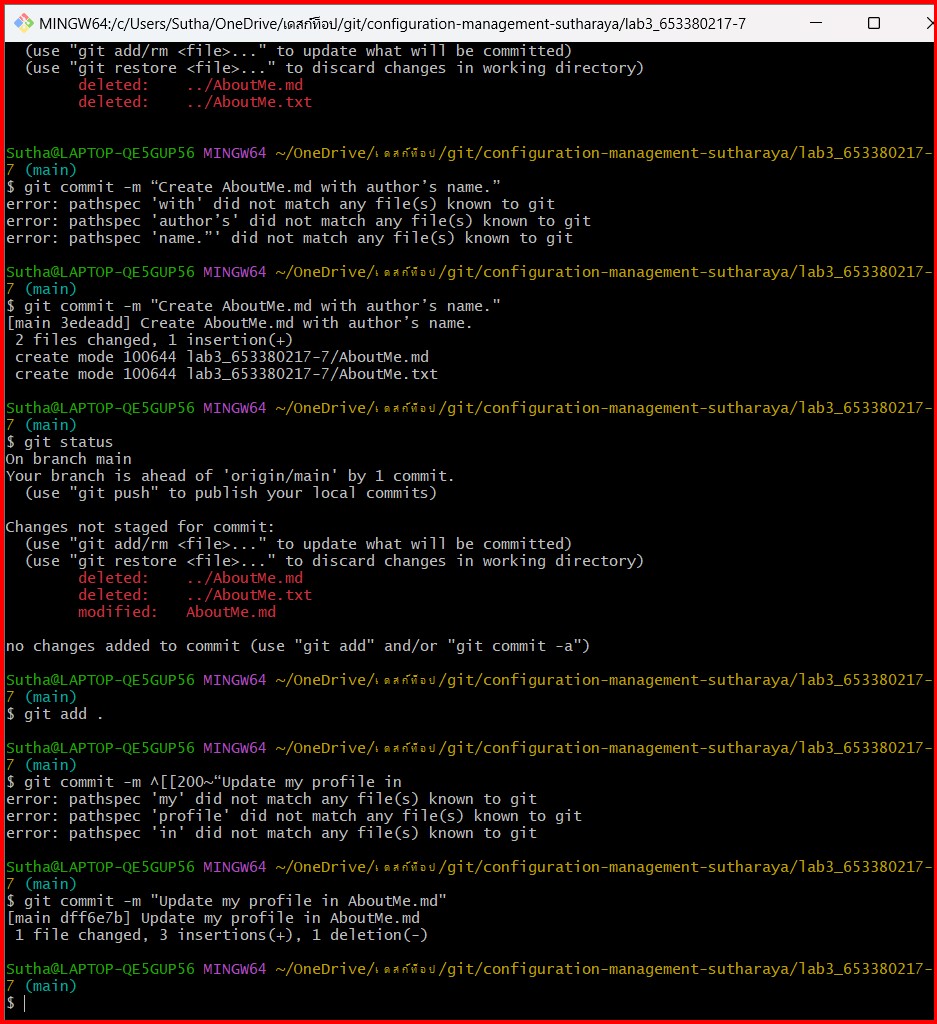 MINGW64:/c/Users/Sutha/OneDrive/เดสก์ท็อป/git/configuration-management-sutharaya/lab3_653380217-7
  (use "git add/rm <file>..." to update what will be committed)
  (use "git restore <file>..." to discard changes in working directory)
        deleted:    ../AboutMe.md
        deleted:    ../AboutMe.txt
Sutha@LAPTOP-QE5GUP56 MINGW64 ~/OneDrive/เดสก์ท็อป/git/configuration-management-sutharaya/lab3_653380217-
7 (main)
$ git commit -m “Create AboutMe.md with author’s name.”
error: pathspec 'with' did not match any file(s) known to git
error: pathspec 'author’s' did not match any file(s) known to git
error: pathspec 'name.”' did not match any file(s) known to git
Sutha@LAPTOP-QE5GUP56 MINGW64 ~/OneDrive/เดสก์ท็อป/git/configuration-management-sutharaya/lab3_653380217-
7 (main)
$ git commit -m "Create AboutMe.md with author’s name."
[main 3edeadd] Create AboutMe.md with author’s name.
 2 files changed, 1 insertion(+)
 create mode 100644 lab3_653380217-7/AboutMe.md
 create mode 100644 lab3_653380217-7/AboutMe.txt
Sutha@LAPTOP-QE5GUP56 MINGW64 ~/OneDrive/เดสก์ท็อป/git/configuration-management-sutharaya/lab3_653380217-
7 (main)
$ git status
On branch main
Your branch is ahead of 'origin/main' by 1 commit.
  (use "git push" to publish your local commits)
Changes not staged for commit:
  (use "git add/rm <file>..." to update what will be committed)
  (use "git restore <file>..." to discard changes in working directory)
        deleted:    ../AboutMe.md
        deleted:    ../AboutMe.txt
        modified:   AboutMe.md
no changes added to commit (use "git add" and/or "git commit -a")
Sutha@LAPTOP-QE5GUP56 MINGW64 ~/OneDrive/เดสก์ท็อป/git/configuration-management-sutharaya/lab3_653380217-
7 (main)
$ git add .
Sutha@LAPTOP-QE5GUP56 MINGW64 ~/OneDrive/เดสก์ท็อป/git/configuration-management-sutharaya/lab3_653380217-
7 (main)
$ git commit -m ^[[200~“Update my profile in
error: pathspec 'my' did not match any file(s) known to git
error: pathspec 'profile' did not match any file(s) known to git
error: pathspec 'in' did not match any file(s) known to git
Sutha@LAPTOP-QE5GUP56 MINGW64 ~/OneDrive/เดสก์ท็อป/git/configuration-management-sutharaya/lab3_653380217-
7 (main)
$ git commit -m "Update my profile in AboutMe.md"
[main dff6e7b] Update my profile in AboutMe.md
 1 file changed, 3 insertions(+), 1 deletion(-)
Sutha@LAPTOP-QE5GUP56 MINGW64 ~/OneDrive/เดสก์ท็อป/git/configuration-management-sutharaya/lab3_653380217-
7 (main)
$